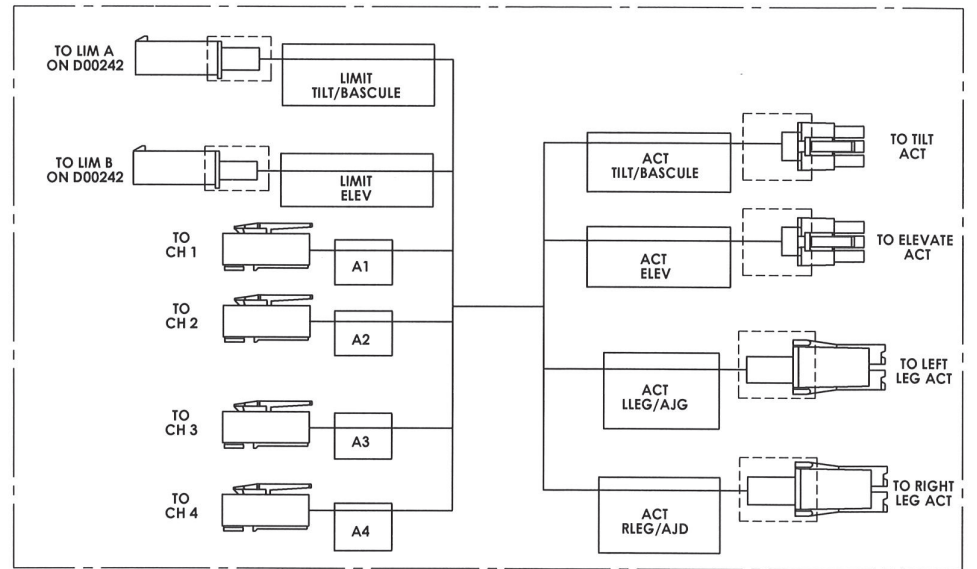 TO LIM A
ON D00242
LIMIT
TILT/BASCULE
TO LIM B
ON D00242
LIMIT
ELEV
TO
CH 1
A1
TO
CH 2
A2
TO
CH 3
A3
TO
CH 4
A4
ACT
TILT/BASCULE
TO TILT
ACT
ACT
ELEV
TO ELEVATE
ACT
ACT
LLEG/AJG
TO LEFT
LEG ACT
ACT
RLEG/AJD
TO RIGHT
LEG ACT